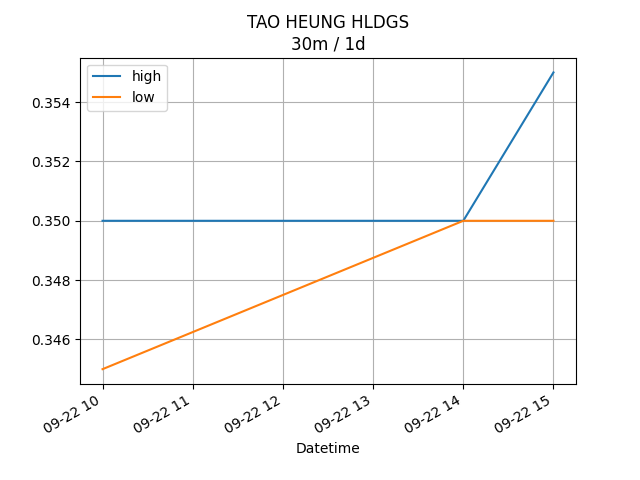 TAO HEUNG HLDGS
30m / 1d
high
low
0.354
0.352
0.350
0.348
0.346
09-22 10
09-22 11
09-22 12
09-22 13
09-22 14
09-22 15
Datetime